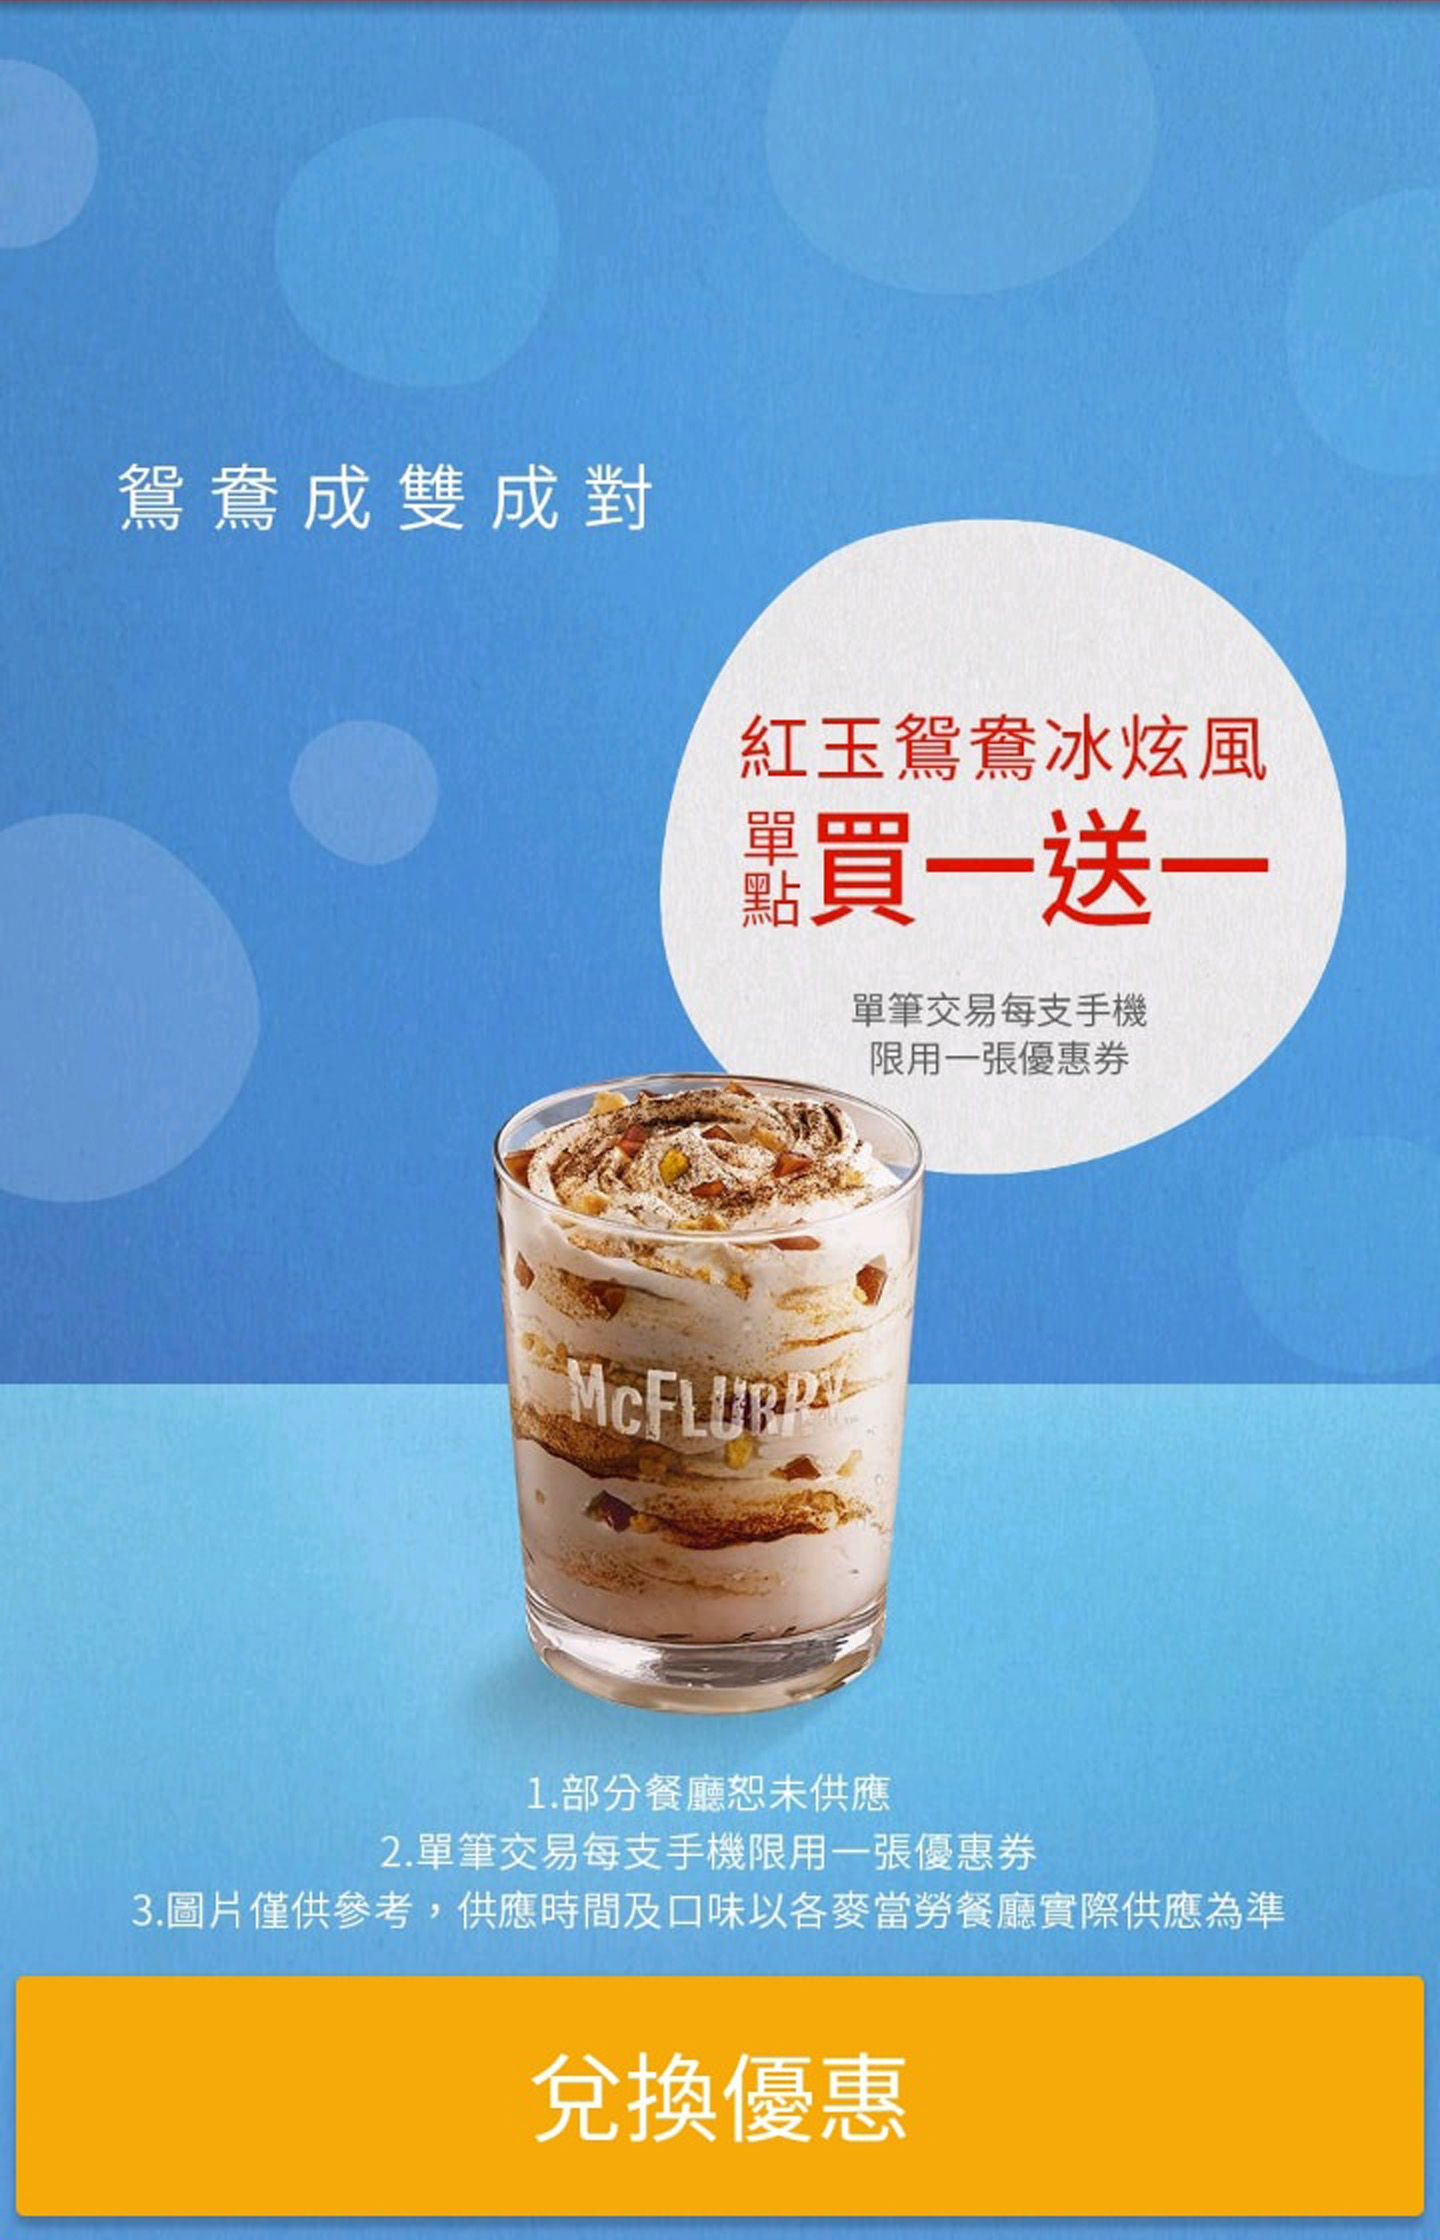 鴛鴦成雙成對
紅玉鴛鴦冰炫風
單點買一送一
單筆交易每支手機
限用一張優惠券
McFLURRY
1.部分餐廳恕未供應
2.單筆交易每支手機限用一張優惠券
3.圖片僅供參考，供應時間及口味以各麥當勞餐廳實際供應為準
兌換優惠